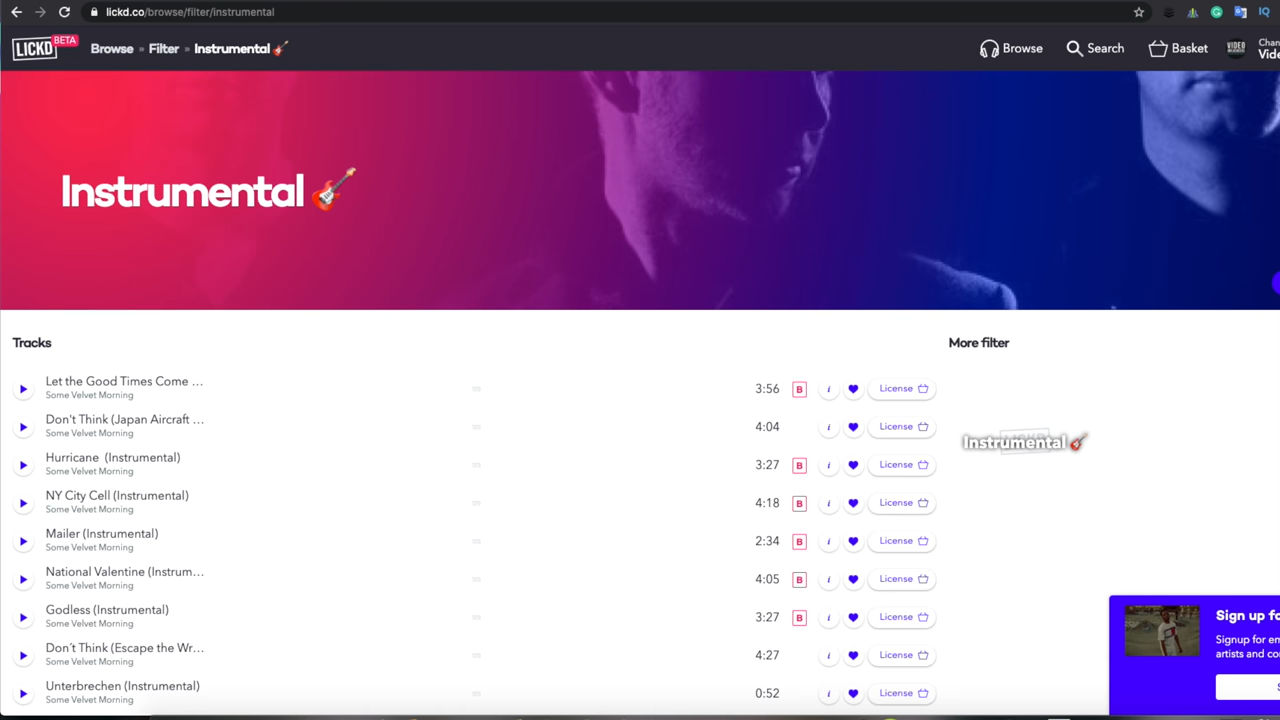 lickd.co/browse/filter/instrumental
LICKD BETA Browse » Filter » Instrumental 🎸 Browse Search Basket Chan
Vide
Instrumental 🎸
Tracks
More filter
Let the Good Times Come …
Some Velvet Morning
3:56 B i License
Don't Think (Japan Aircraft …
Some Velvet Morning
4:04 i License
Hurricane (Instrumental)
Some Velvet Morning
3:27 B i License
Instrumental 🎸
NY City Cell (Instrumental)
Some Velvet Morning
4:18 B i License
Mailer (Instrumental)
Some Velvet Morning
2:34 B i License
National Valentine (Instrum…
Some Velvet Morning
4:05 B i License
Godless (Instrumental)
Some Velvet Morning
3:27 B i License
Don´t Think (Escape the Wr…
Some Velvet Morning
4:27 i License
Unterbrechen (Instrumental)
Some Velvet Morning
0:52 i License
Sign up fo
Signup for em
artists and co